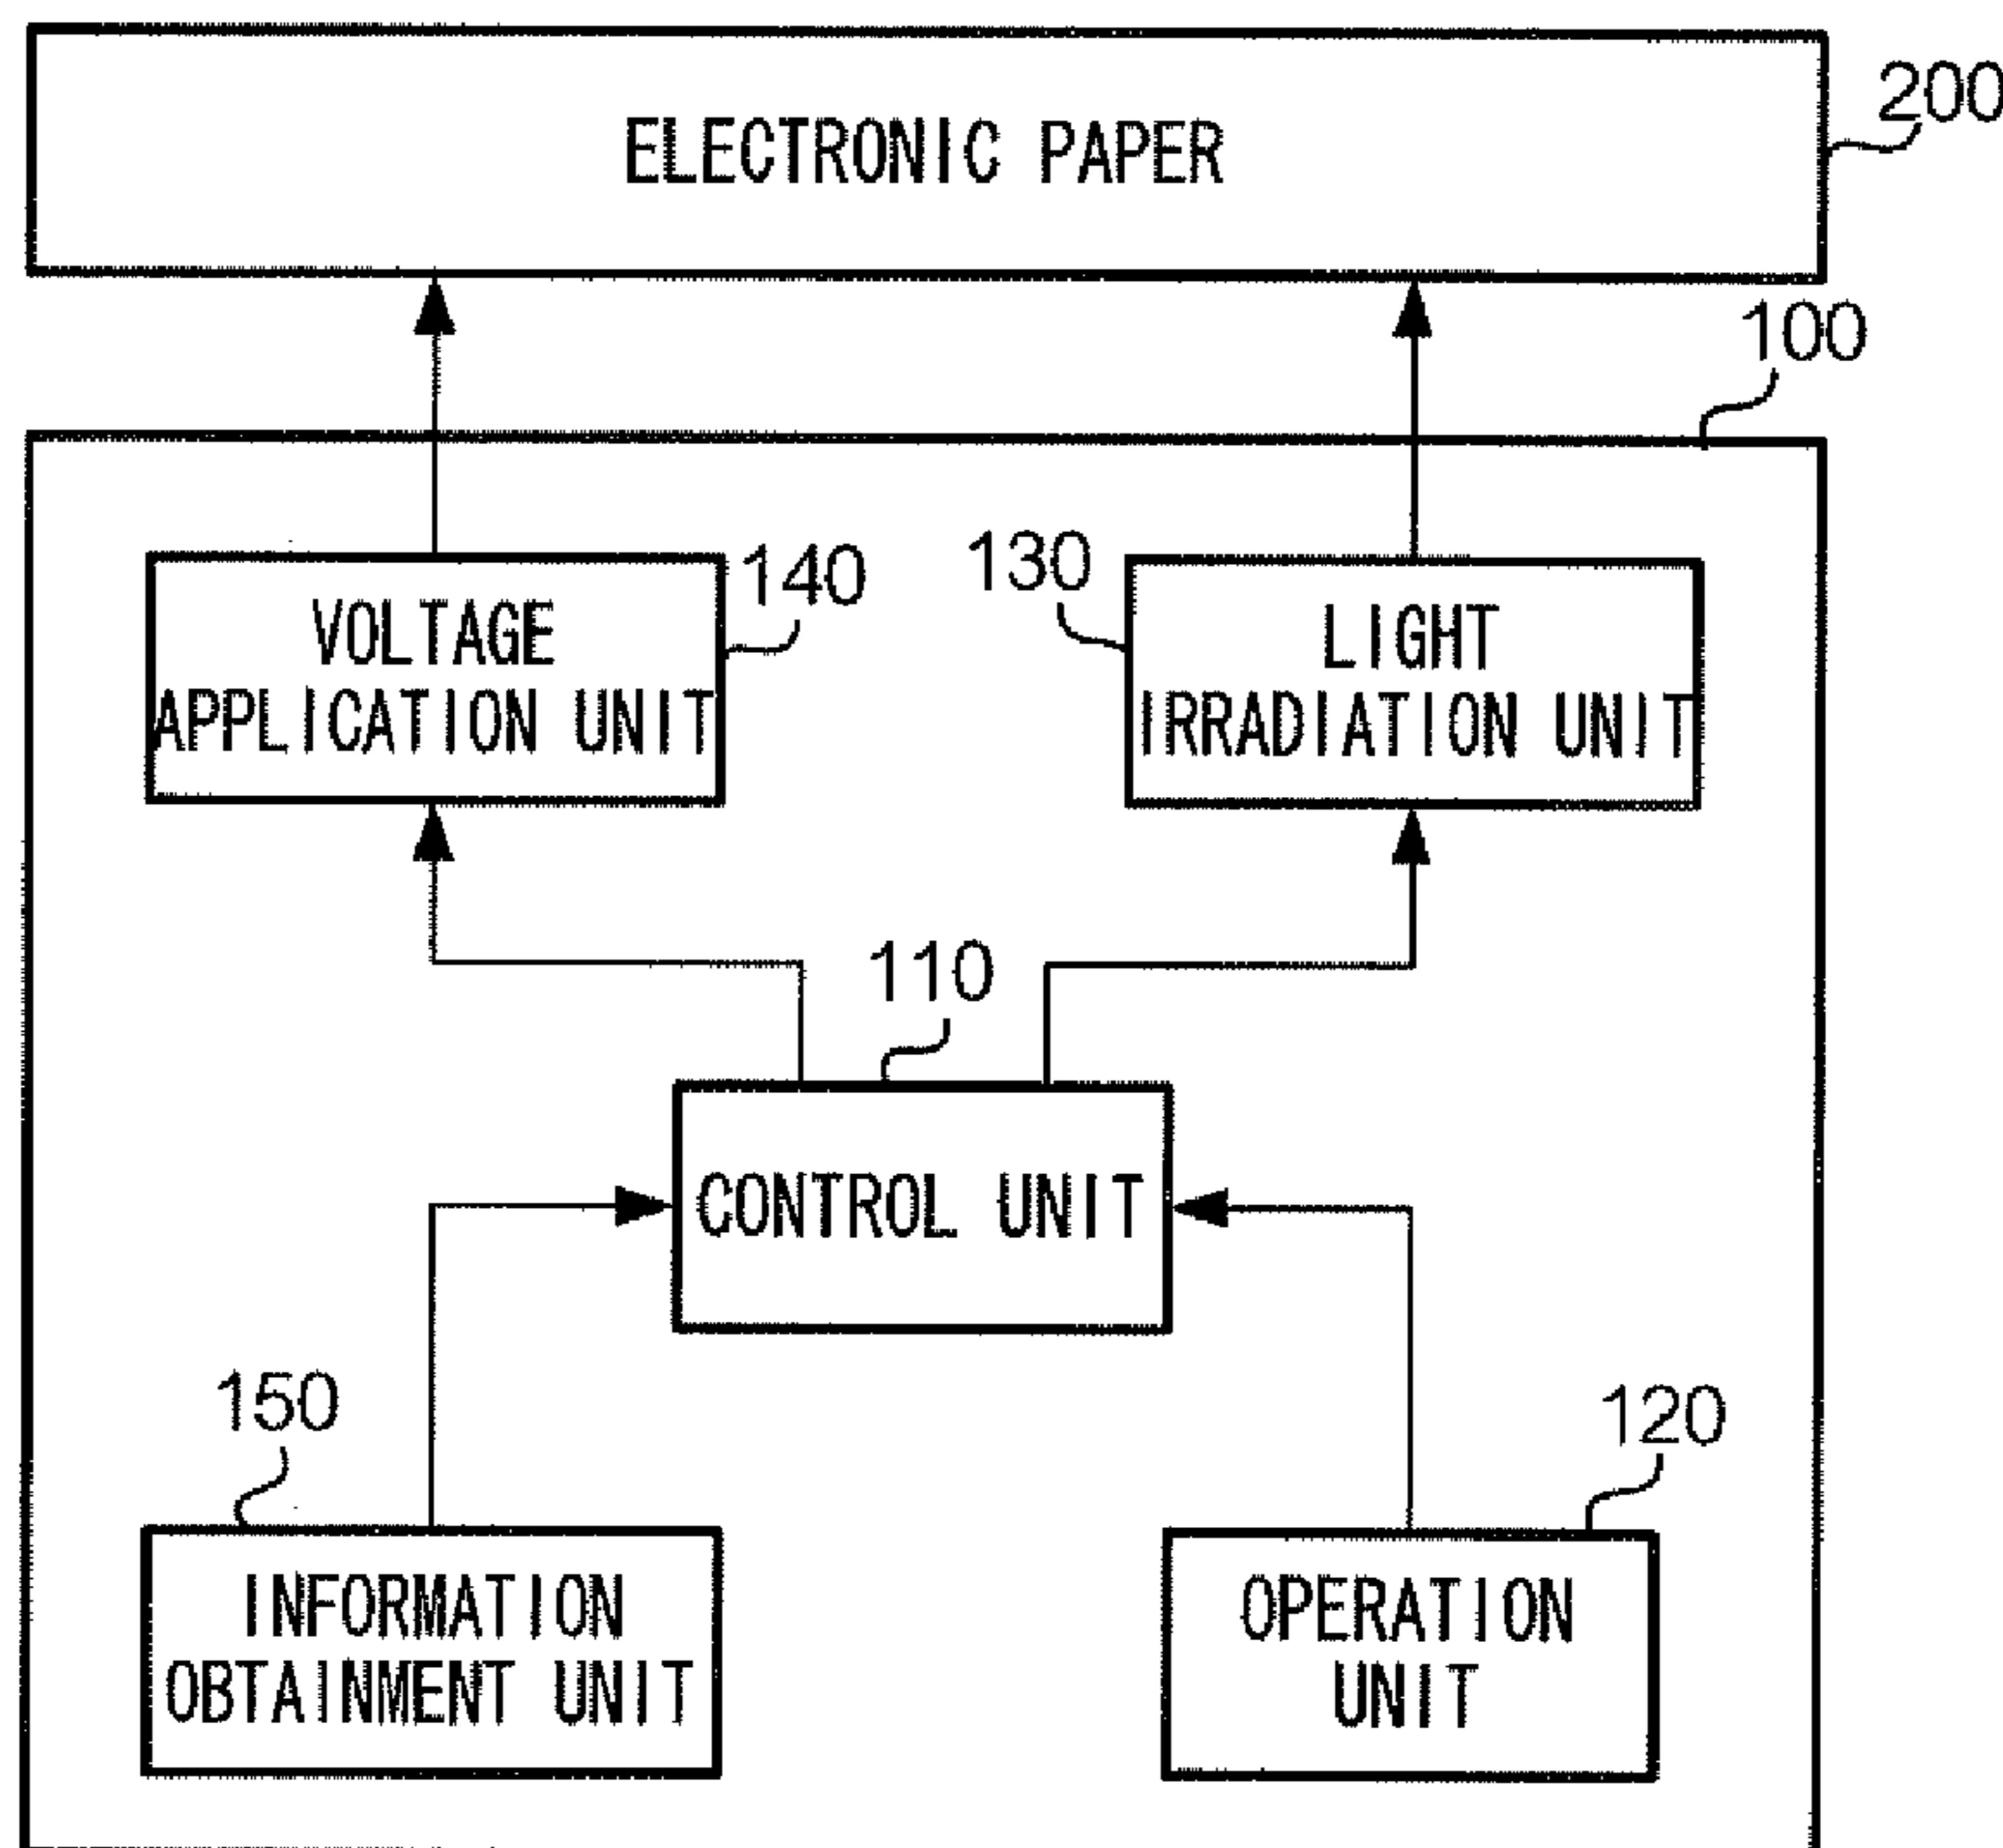 ELECTRONIC PAPER
200
100
VOLTAGE
APPLICATION UNIT
140
130
LIGHT
IRRADIATION UNIT
110
CONTROL UNIT
150
120
INFORMATION
OBTAINMENT UNIT
OPERATION
UNIT